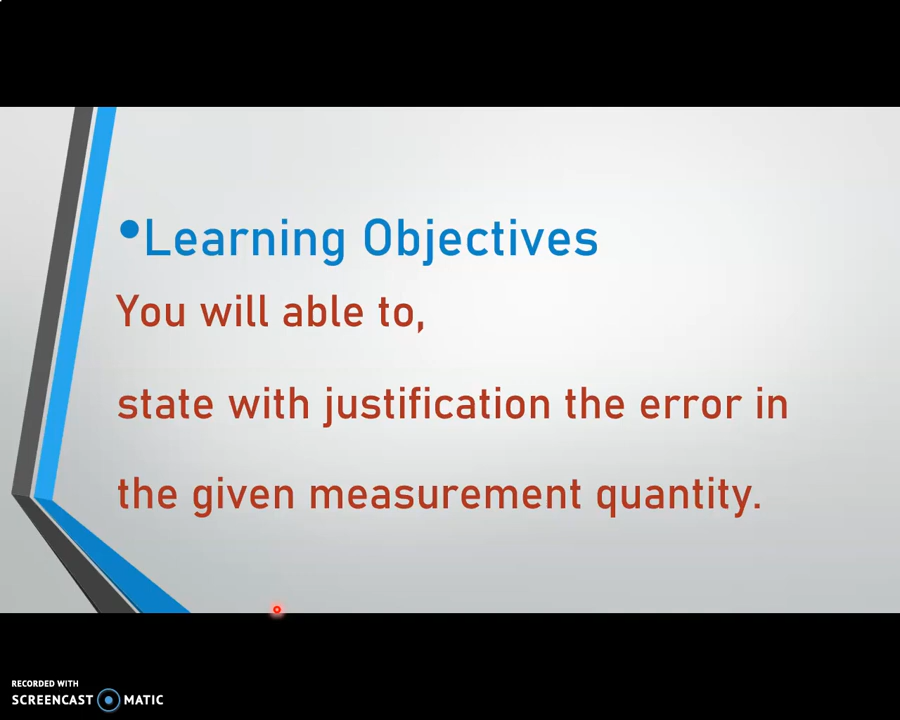 •Learning Objectives
You will able to,
state with justification the error in
the given measurement quantity.
RECORDED WITH
SCREENCAST MATIC